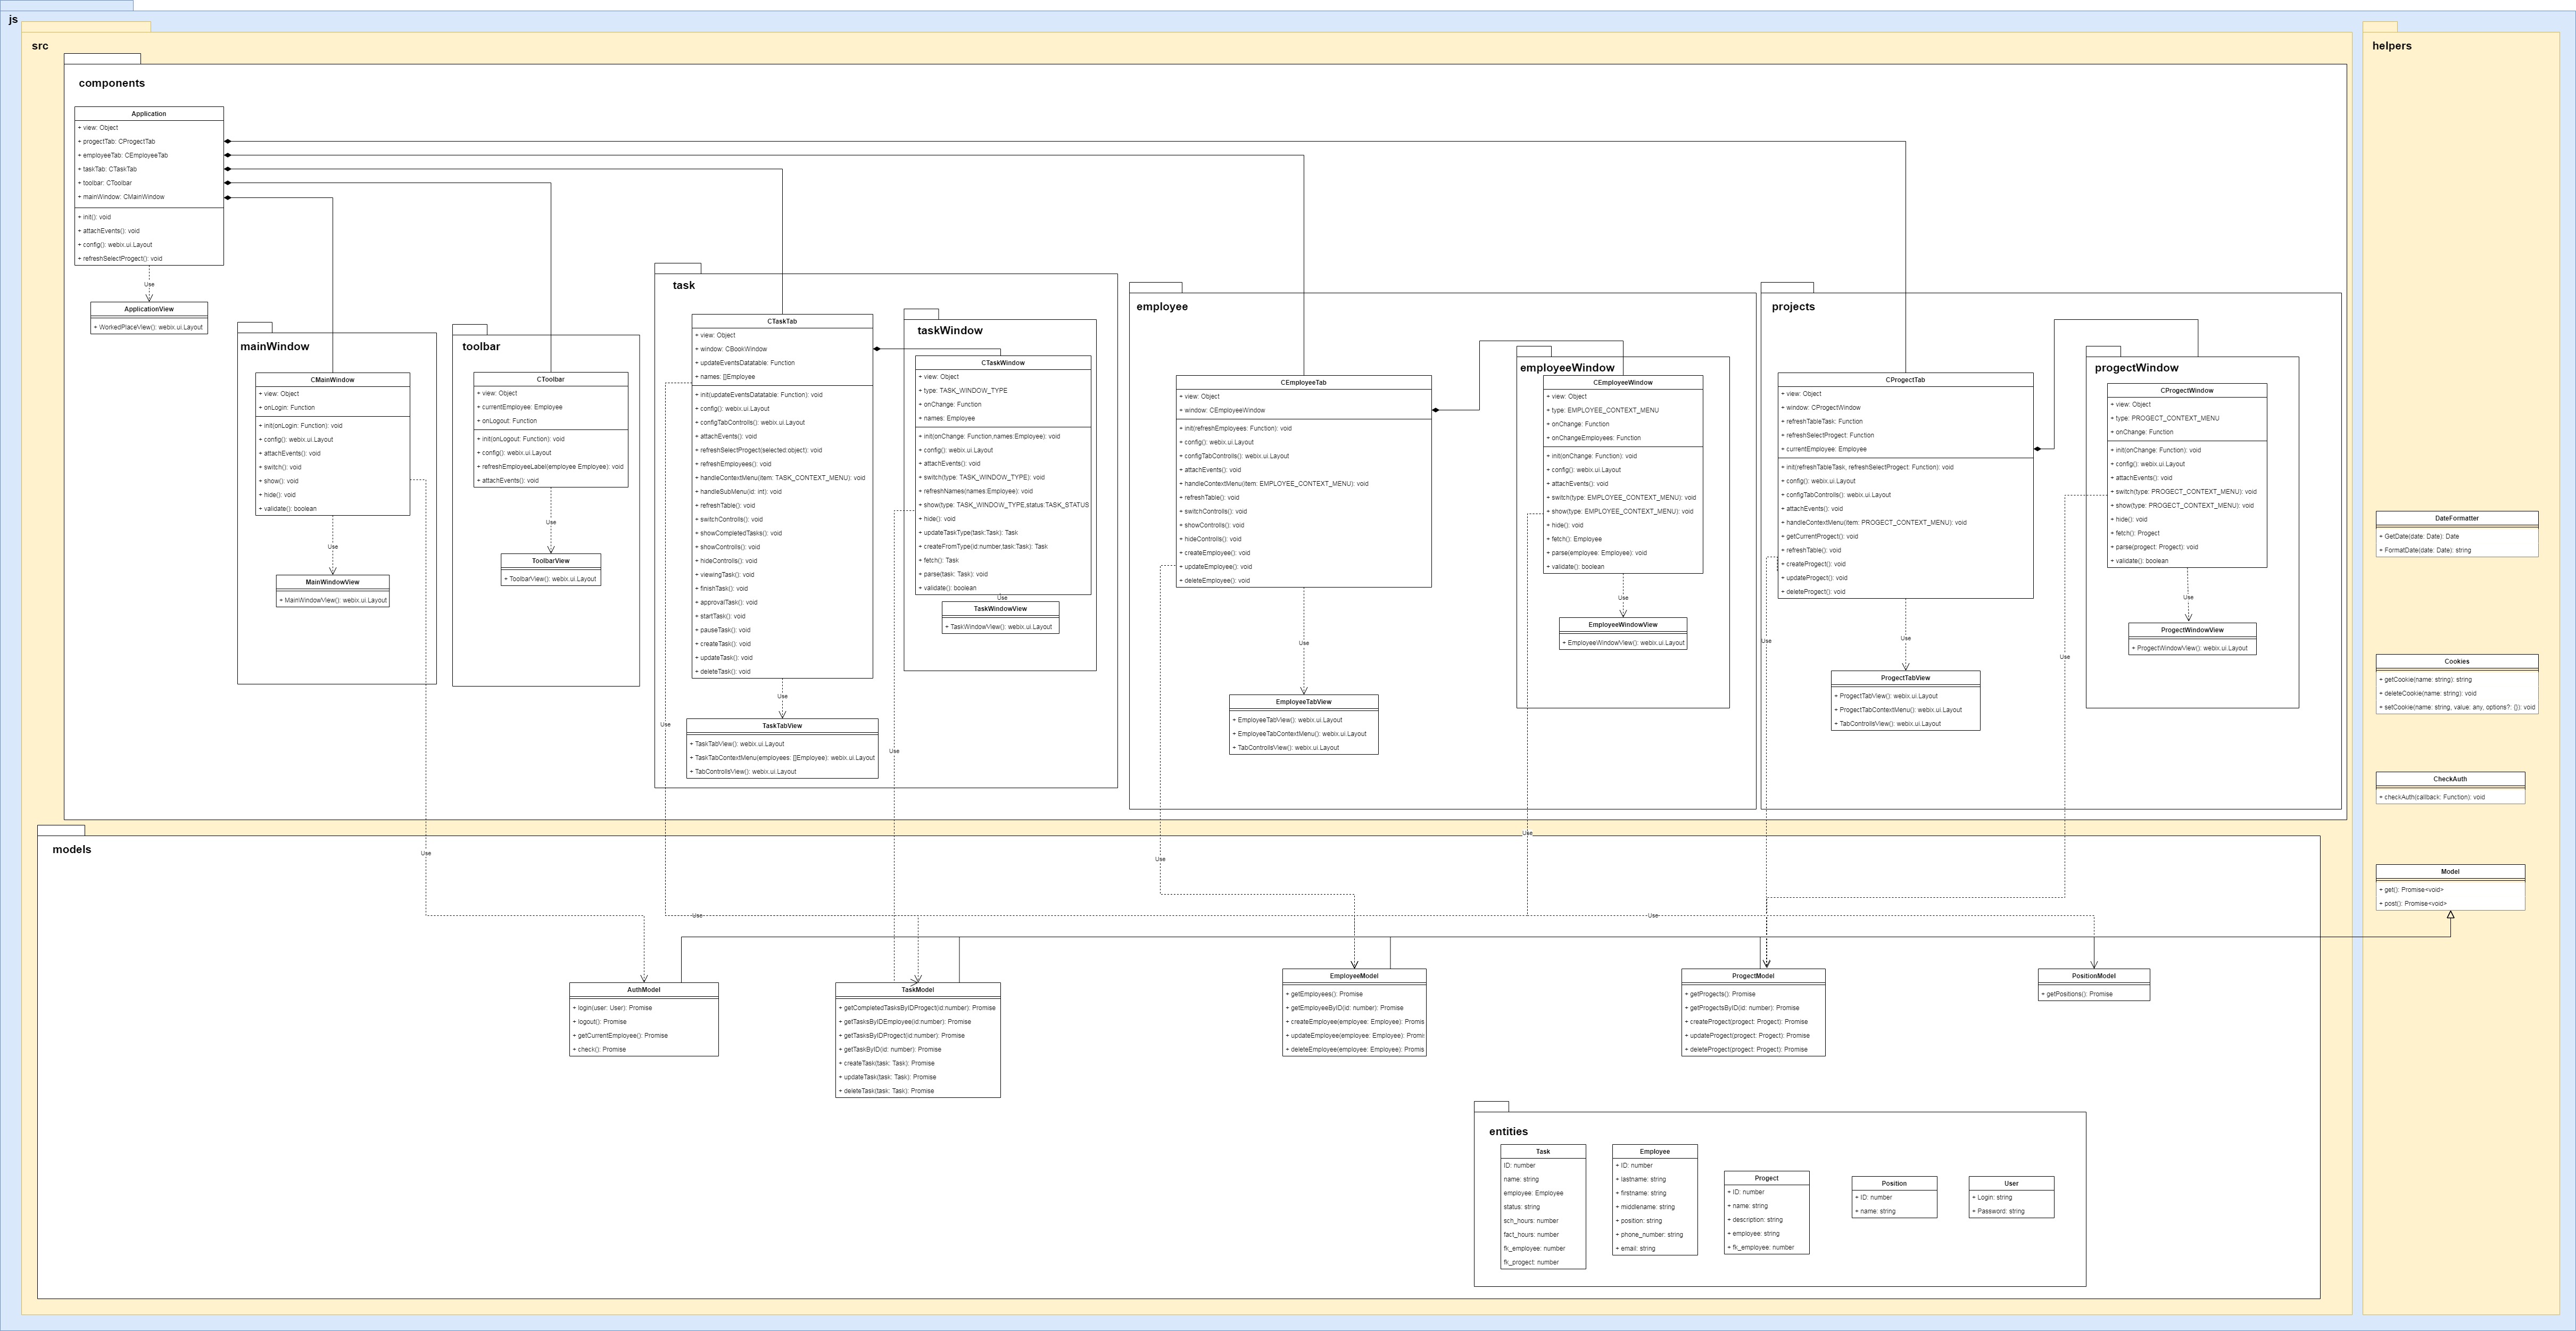 js
src
components
Application
+ view: Object
+ progectTab: CProgectTab
+ employeeTab: CEmployeeTab
+ taskTab: CTaskTab
+ toolbar: CToolbar
+ mainWindow: CMainWindow
+ init(): void
+ attachEvents(): void
+ config(): webix.ui.Layout
+ refreshSelectProgect(): void
Use
ApplicationView
+ WorkedPlaceView(): webix.ui.Layout
mainWindow
CMainWindow
+ view: Object
+ onLogin: Function
+ init(onLogin: Function): void
+ config(): webix.ui.Layout
+ attachEvents(): void
+ switch(): void
+ show(): void
+ hide(): void
+ validate(): boolean
Use
MainWindowView
+ MainWindowView(): webix.ui.Layout
toolbar
CToolbar
+ view: Object
+ currentEmployee: Employee
+ onLogout: Function
+ init(onLogout: Function): void
+ config(): webix.ui.Layout
+ refreshEmployeeLabel(employee Employee): void
+ attachEvents(): void
Use
ToolbarView
+ ToolbarView(): webix.ui.Layout
task
CTaskTab
+ view: Object
+ window: CBookWindow
+ updateEventsDatatable: Function
+ names: []Employee
+ init(updateEventsDatatable: Function): void
+ config(): webix.ui.Layout
+ configTabControlls(): webix.ui.Layout
+ attachEvents(): void
+ refreshSelectProgect(selected:object): void
+ refreshEmployees(): void
+ handleContextMenu(item: TASK_CONTEXT_MENU): void
+ handleSubMenu(id: int): void
+ refreshTable(): void
+ switchControlls(): void
+ showCompletedTasks(): void
+ showControlls(): void
+ hideControlls(): void
+ viewingTask(): void
+ finishTask(): void
+ approvalTask(): void
+ startTask(): void
+ pauseTask(): void
+ createTask(): void
+ updateTask(): void
+ deleteTask(): void
Use
Use
TaskTabView
+ TaskTabView(): webix.ui.Layout
+ TaskTabContextMenu(employees: []Employee): webix.ui.Layout
+ TabControllsView(): webix.ui.Layout
taskWindow
CTaskWindow
+ view: Object
+ type: TASK_WINDOW_TYPE
+ onChange: Function
+ names: Employee
+ init(onChange: Function,names:Employee): void
+ config(): webix.ui.Layout
+ attachEvents(): void
+ switch(type: TASK_WINDOW_TYPE): void
+ refreshNames(names:Employee): void
+ show(type: TASK_WINDOW_TYPE,status:TASK_STATUS
+ hide(): void
+ updateTaskType(task:Task): Task
+ createFromType(id:number,task:Task): Task
+ fetch(): Task
+ parse(task: Task): void
+ validate(): boolean
Use
TaskWindowView
+ TaskWindowView(): webix.ui.Layout
Use
employee
CEmployeeTab
+ view: Object
+ window: CEmployeeWindow
+ init(refreshEmployees: Function): void
+ config(): webix.ui.Layout
+ configTabControlls(): webix.ui.Layout
+ attachEvents(): void
+ handleContextMenu(item: EMPLOYEE_CONTEXT_MENU): void
+ refreshTable(): void
+ switchControlls(): void
+ showControlls(): void
+ hideControlls(): void
+ createEmployee(): void
+ updateEmployee(): void
+ deleteEmployee(): void
Use
EmployeeTabView
+ EmployeeTabView(): webix.ui.Layout
+ EmployeeTabContextMenu(): webix.ui.Layout
+ TabControllsView(): webix.ui.Layout
employeeWindow
CEmployeeWindow
+ view: Object
+ type: EMPLOYEE_CONTEXT_MENU
+ onChange: Function
+ onChangeEmployees: Function
+ init(onChange: Function): void
+ config(): webix.ui.Layout
+ attachEvents(): void
+ switch(type: EMPLOYEE_CONTEXT_MENU): void
+ show(type: EMPLOYEE_CONTEXT_MENU): void
+ hide(): void
+ fetch(): Employee
+ parse(employee: Employee): void
+ validate(): boolean
Use
EmployeeWindowView
+ EmployeeWindowView(): webix.ui.Layout
projects
CProgectTab
+ view: Object
+ window: CProgectWindow
+ refreshTableTask: Function
+ refreshSelectProgect: Function
+ currentEmployee: Employee
+ init(refreshTableTask, refreshSelectProgect: Function): void
+ config(): webix.ui.Layout
+ configTabControlls(): webix.ui.Layout
+ attachEvents(): void
+ handleContextMenu(item: PROGECT_CONTEXT_MENU): void
+ getCurrentProgect(): void
+ refreshTable(): void
+ createProgect(): void
+ updateProgect(): void
+ deleteProgect(): void
Use
Use
ProgectTabView
+ ProgectTabView(): webix.ui.Layout
+ ProgectTabContextMenu(): webix.ui.Layout
+ TabControllsView(): webix.ui.Layout
progectWindow
CProgectWindow
+ view: Object
+ type: PROGECT_CONTEXT_MENU
+ onChange: Function
+ init(onChange: Function): void
+ config(): webix.ui.Layout
+ attachEvents(): void
+ switch(type: PROGECT_CONTEXT_MENU): void
+ show(type: PROGECT_CONTEXT_MENU): void
+ hide(): void
+ fetch(): Progect
+ parse(progect: Progect): void
+ validate(): boolean
Use
ProgectWindowView
+ ProgectWindowView(): webix.ui.Layout
Use
models
Use
Use
Use
Use
Use
AuthModel
+ login(user: User): Promise
+ logout(): Promise
+ getCurrentEmployee(): Promise
+ check(): Promise
TaskModel
+ getCompletedTasksByIDProgect(id:number): Promise
+ getTasksByIDEmployee(id:number): Promise
+ getTasksByIDProgect(id:number): Promise
+ getTaskByID(id: number): Promise
+ createTask(task: Task): Promise
+ updateTask(task: Task): Promise
+ deleteTask(task: Task): Promise
EmployeeModel
+ getEmployees(): Promise
+ getEmployeeByID(id: number): Promise
+ createEmployee(employee: Employee): Promis
+ updateEmployee(employee: Employee): Promi
+ deleteEmployee(employee: Employee): Promis
ProgectModel
+ getProgects(): Promise
+ getProgectsByID(id: number): Promise
+ createProgect(progect: Progect): Promise
+ updateProgect(progect: Progect): Promise
+ deleteProgect(progect: Progect): Promise
PositionModel
+ getPositions(): Promise
entities
Task
ID: number
name: string
employee: Employee
status: string
sch_hours: number
fact_hours: number
fk_employee: number
fk_progect: number
Employee
+ ID: number
+ lastname: string
+ firstname: string
+ middlename: string
+ position: string
+ phone_number: string
+ email: string
Progect
+ ID: number
+ name: string
+ description: string
+ employee: string
+ fk_employee: number
Position
+ ID: number
+ name: string
User
+ Login: string
+ Password: string
helpers
DateFormatter
+ GetDate(date: Date): Date
+ FormatDate(date: Date): string
Cookies
+ getCookie(name: string): string
+ deleteCookie(name: string): void
+ setCookie(name: string, value: any, options?: {}): void
CheckAuth
+ checkAuth(callback: Function): void
Model
+ get(): Promise<void>
+ post(): Promise<void>